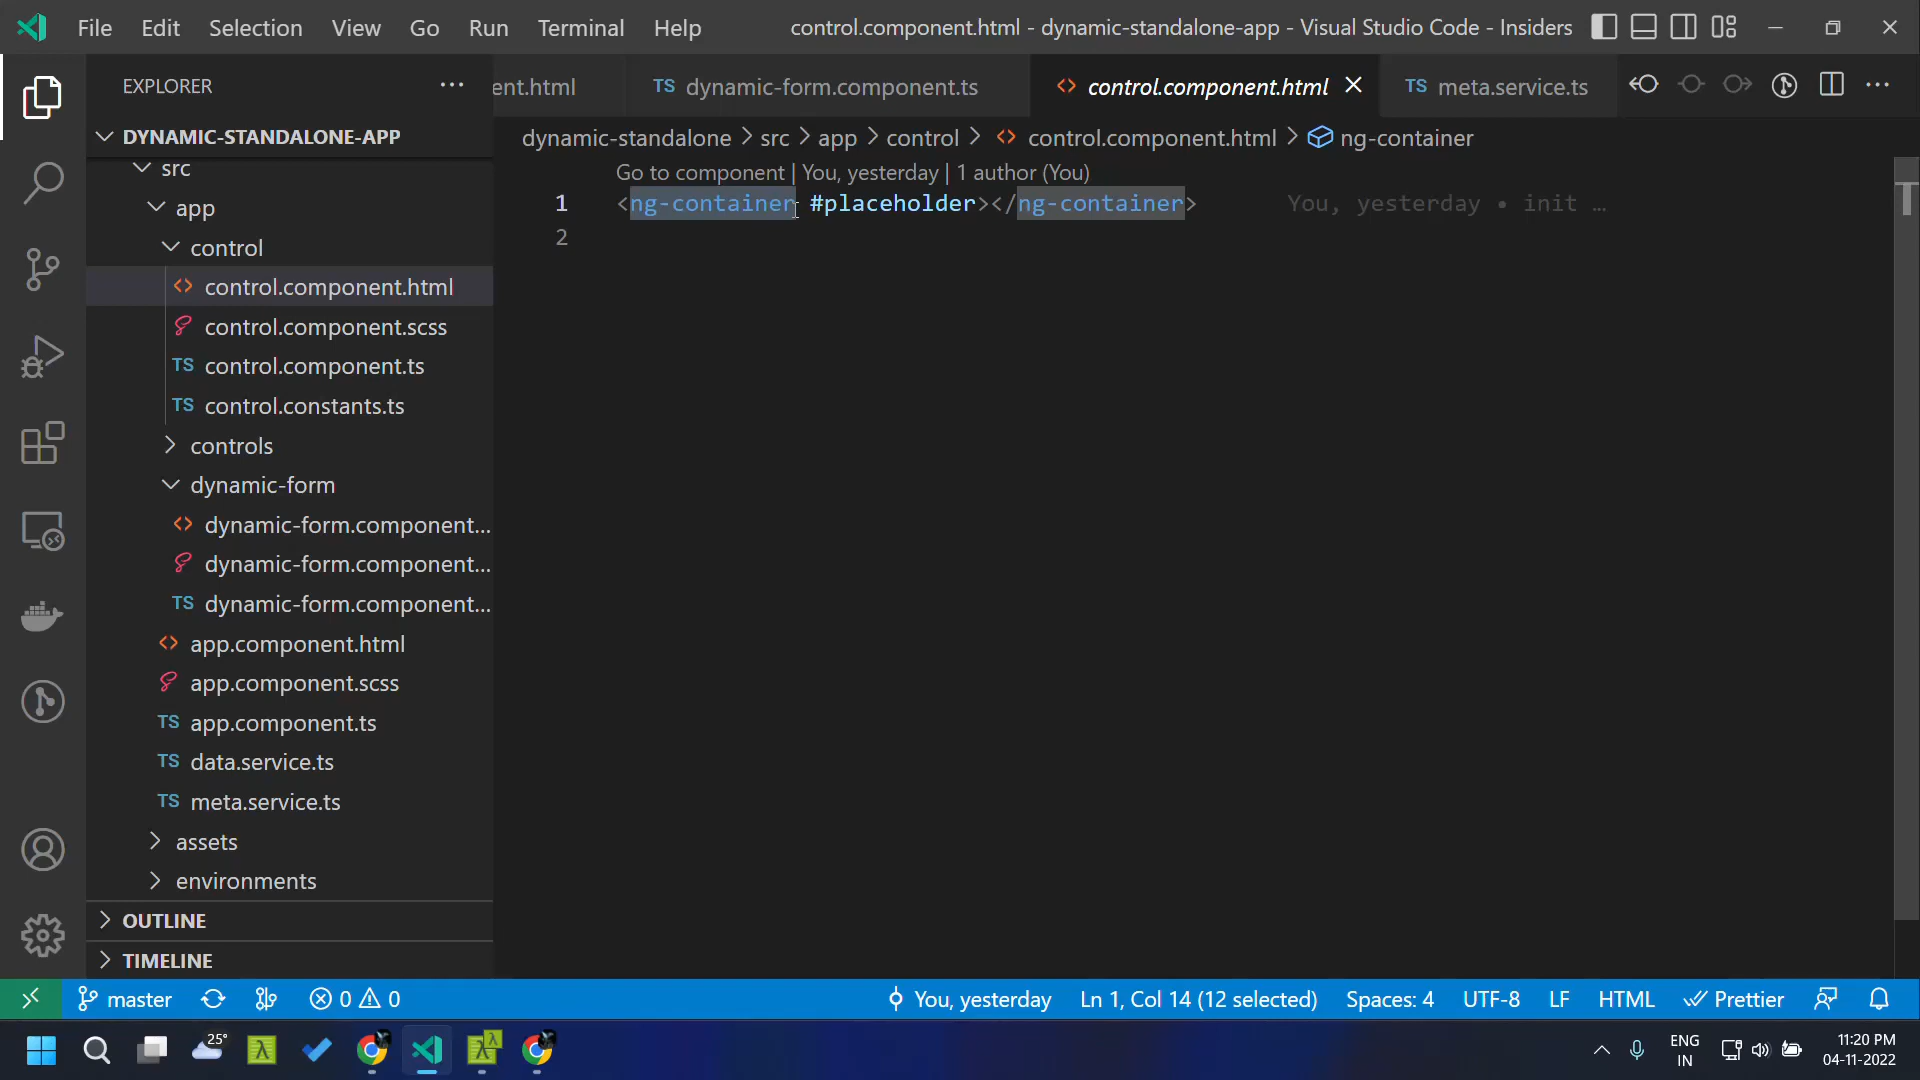 File Edit Selection View Go Run Terminal Help control.component.html - dynamic-standalone-app - Visual Studio Code - Insiders
EXPLORER
ent.html TS dynamic-form.component.ts control.component.html TS meta.service.ts
DYNAMIC-STANDALONE-APP
dynamic-standalone > src > app > control > control.component.html > ng-container
Go to component | You, yesterday | 1 author (You)
1 <ng-container #placeholder></ng-container> You, yesterday • init …
2
src
app
control
control.component.html
control.component.scss
TS control.component.ts
TS control.constants.ts
controls
dynamic-form
dynamic-form.component...
dynamic-form.component...
TS dynamic-form.component...
app.component.html
app.component.scss
TS app.component.ts
TS data.service.ts
TS meta.service.ts
assets
environments
OUTLINE
TIMELINE
master 0 0 You, yesterday Ln 1, Col 14 (12 selected) Spaces: 4 UTF-8 LF HTML Prettier
25°
ENG
IN
11:20 PM
04-11-2022